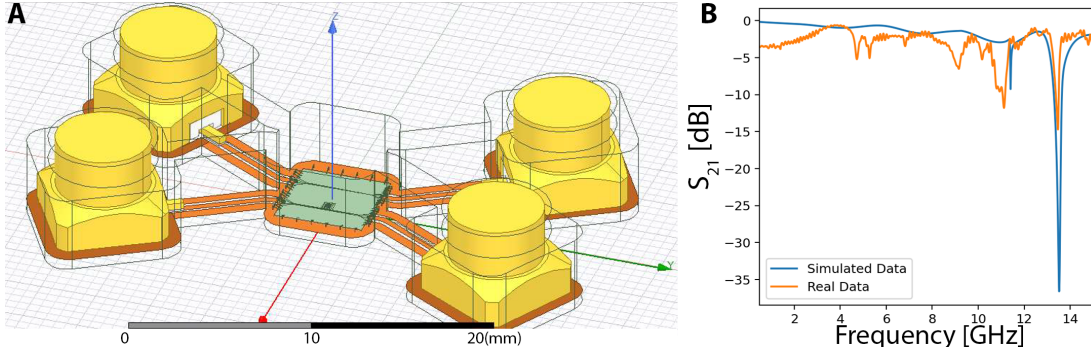 A
Z
Y
0
10
20(mm)
B
S21 [dB]
0
−5
−10
−15
−20
−25
−30
−35
Simulated Data
Real Data
2 4 6 8 10 12 14
Frequency [GHz]